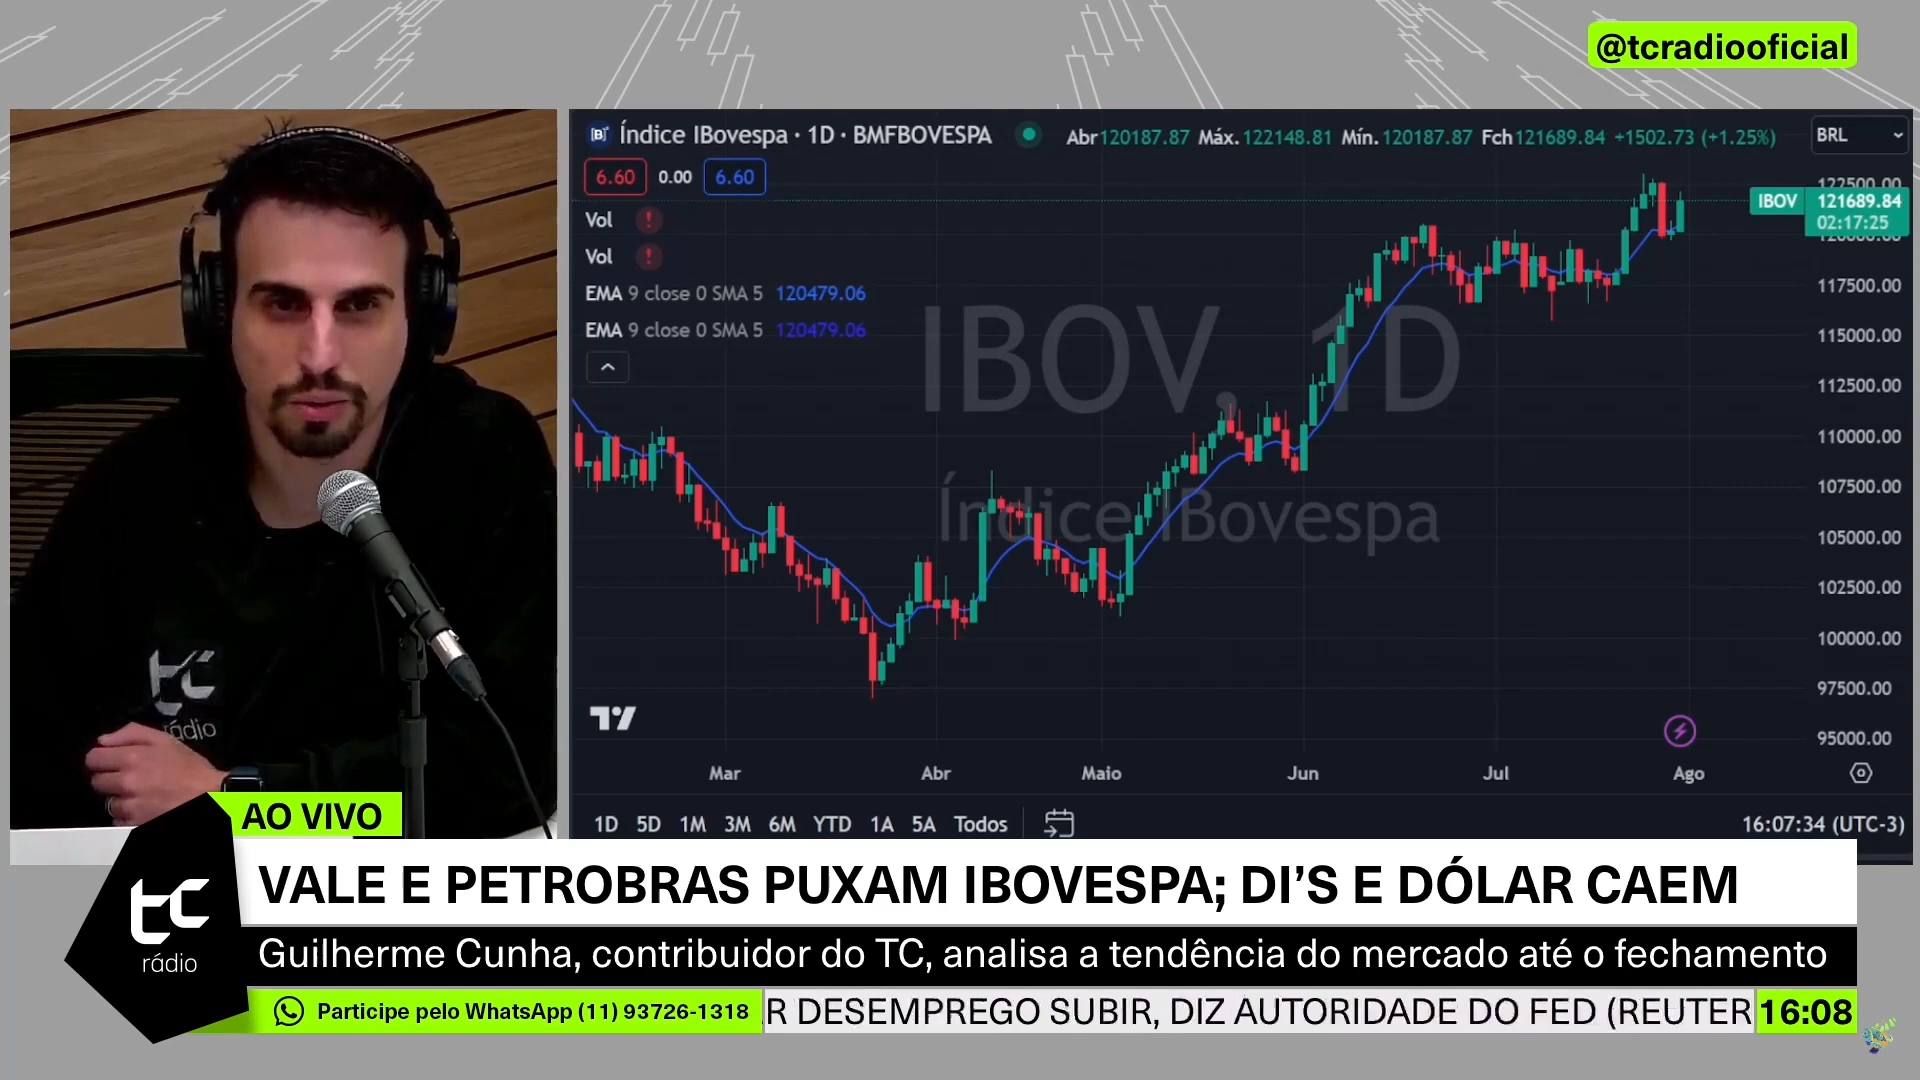 @tcradiooficial
Índice IBovespa · 1D · BMFBOVESPA Abr120187.87 Máx.122148.81 Mín.120187.87 Fch121689.84 +1502.73 (+1.25%) BRL
6.60 0.00 6.60
122500.00
IBOV 121689.84
02:17:25
120000.00
Vol !
Vol !
EMA 9 close 0 SMA 5 120479.06
EMA 9 close 0 SMA 5 120479.06
117500.00
115000.00
112500.00
110000.00
107500.00
105000.00
102500.00
100000.00
97500.00
95000.00
IBOV, 1D
Índice IBovespa
Mar Abr Maio Jun Jul Ago
1D 5D 1M 3M 6M YTD 1A 5A Todos 16:07:34 (UTC-3)
tc
rádio
AO VIVO
VALE E PETROBRAS PUXAM IBOVESPA; DI'S E DÓLAR CAEM
tc
rádio
Guilherme Cunha, contribuidor do TC, analisa a tendência do mercado até o fechamento
Participe pelo WhatsApp (11) 93726-1318 R DESEMPREGO SUBIR, DIZ AUTORIDADE DO FED (REUTER 16:08